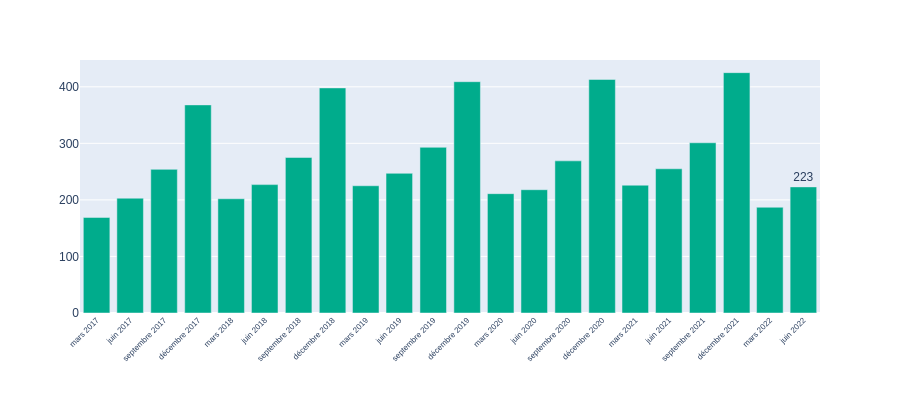 400
300
200
100
0
223
mars 2017
juin 2017
septembre 2017
décembre 2017
mars 2018
juin 2018
septembre 2018
décembre 2018
mars 2019
juin 2019
septembre 2019
décembre 2019
mars 2020
juin 2020
septembre 2020
décembre 2020
mars 2021
juin 2021
septembre 2021
décembre 2021
mars 2022
juin 2022